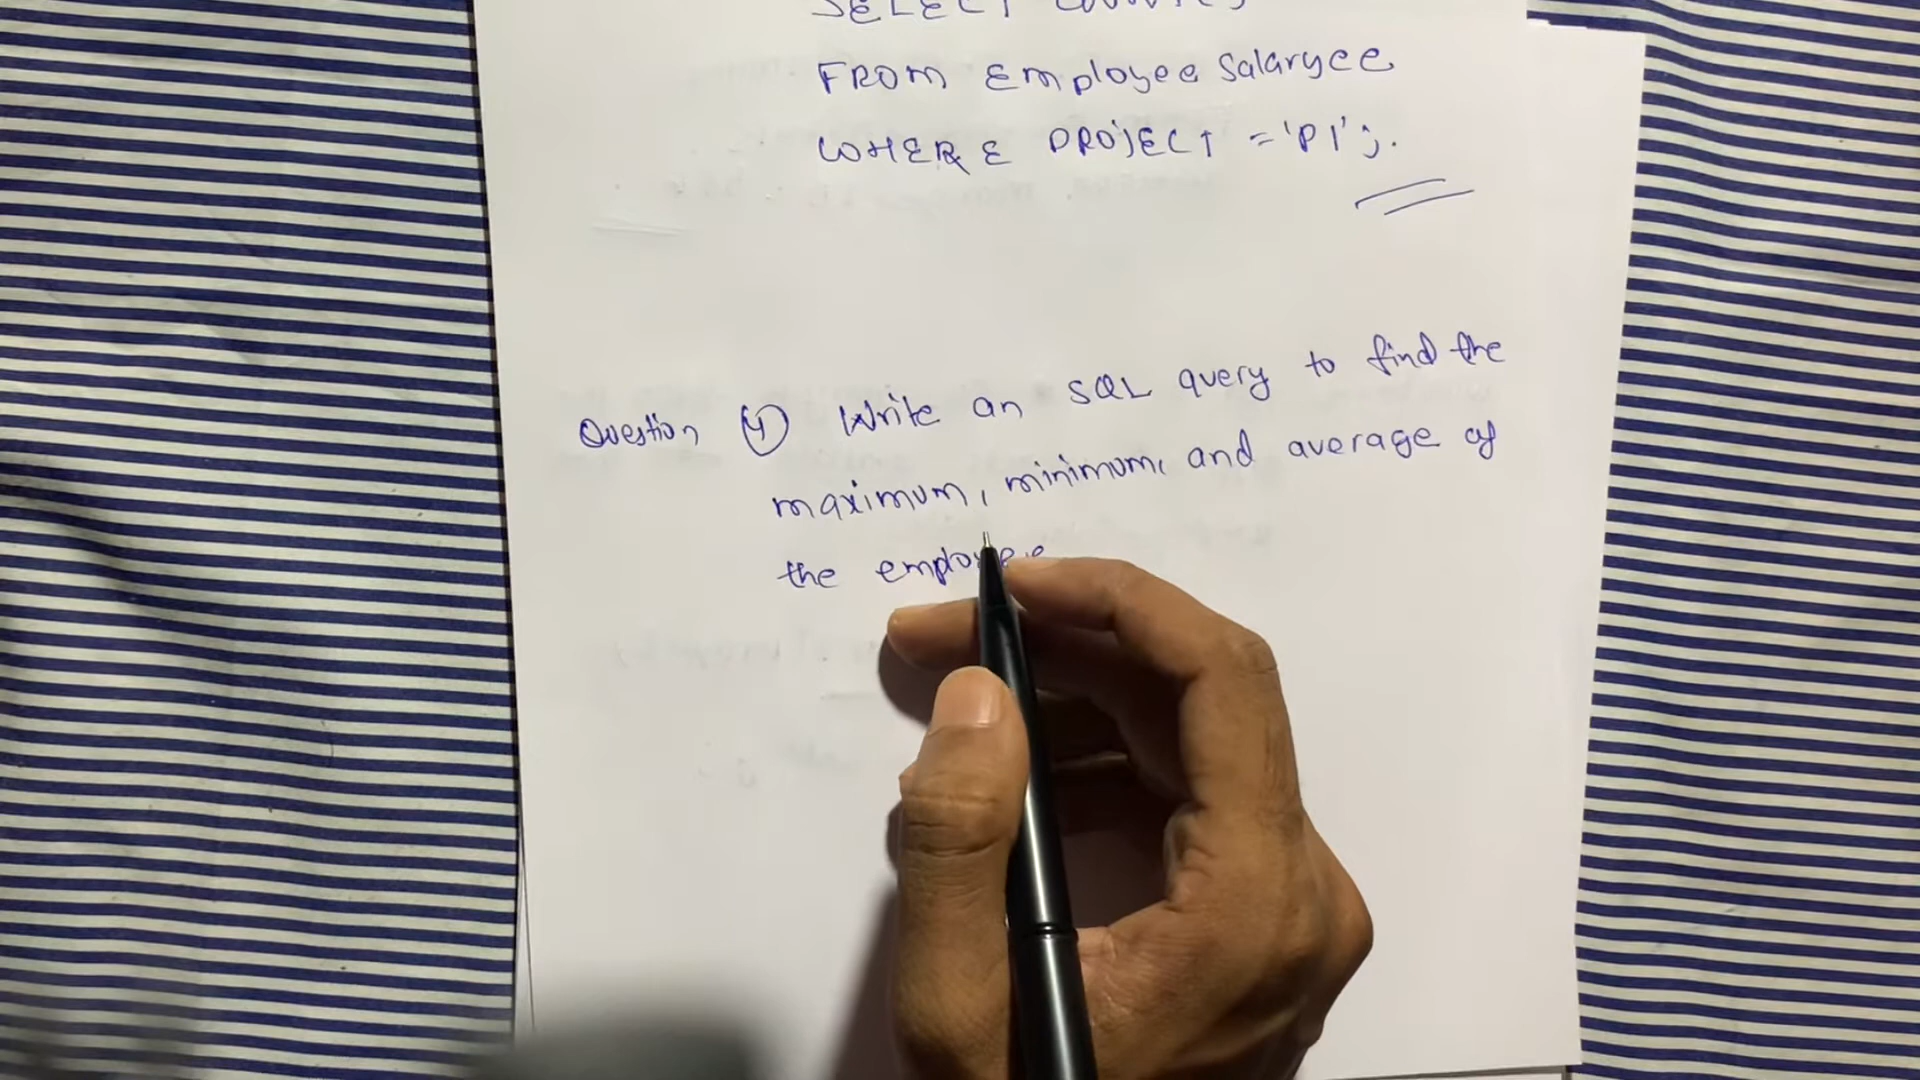 SELECT
FROM Employee Salaryee
WHERE PROJECT = 'P1';.
Question 4 Write an SQL query to find the
maximum, minimum, and average of
the employee